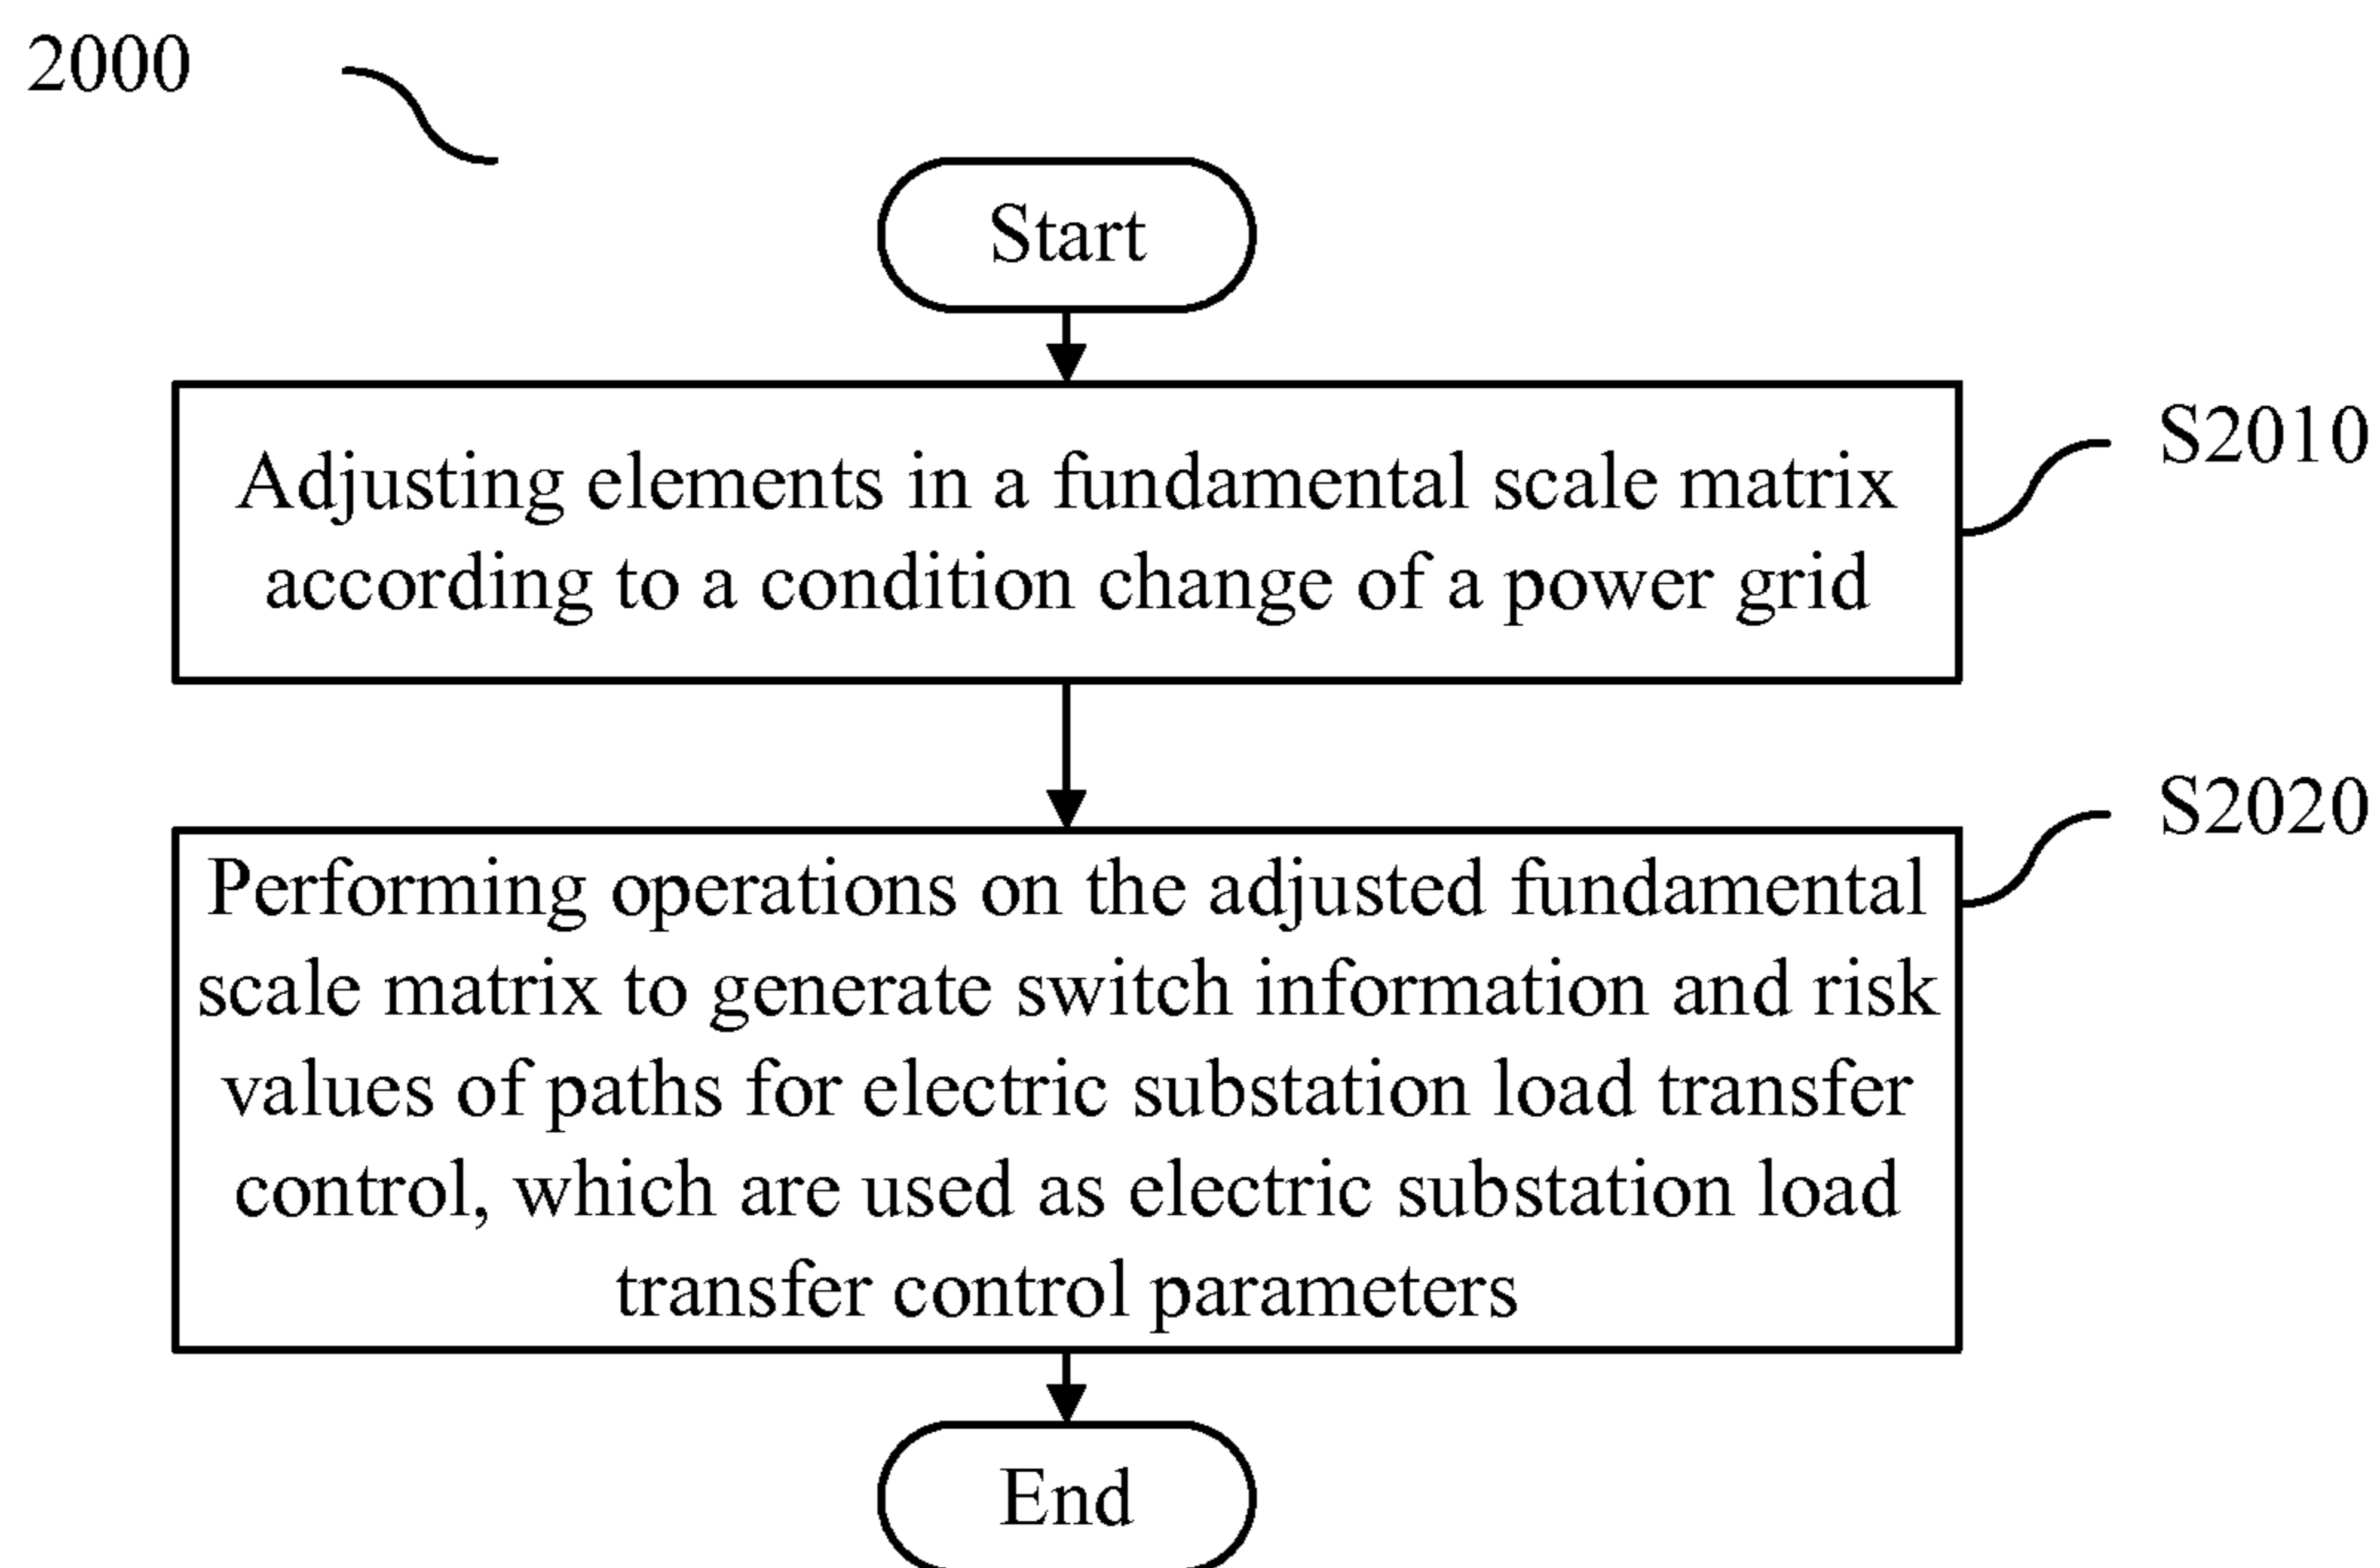 2000
Start
Adjusting elements in a fundamental scale matrix
according to a condition change of a power grid
S2010
Performing operations on the adjusted fundamental
scale matrix to generate switch information and risk
values of paths for electric substation load transfer
control, which are used as electric substation load
transfer control parameters
S2020
End